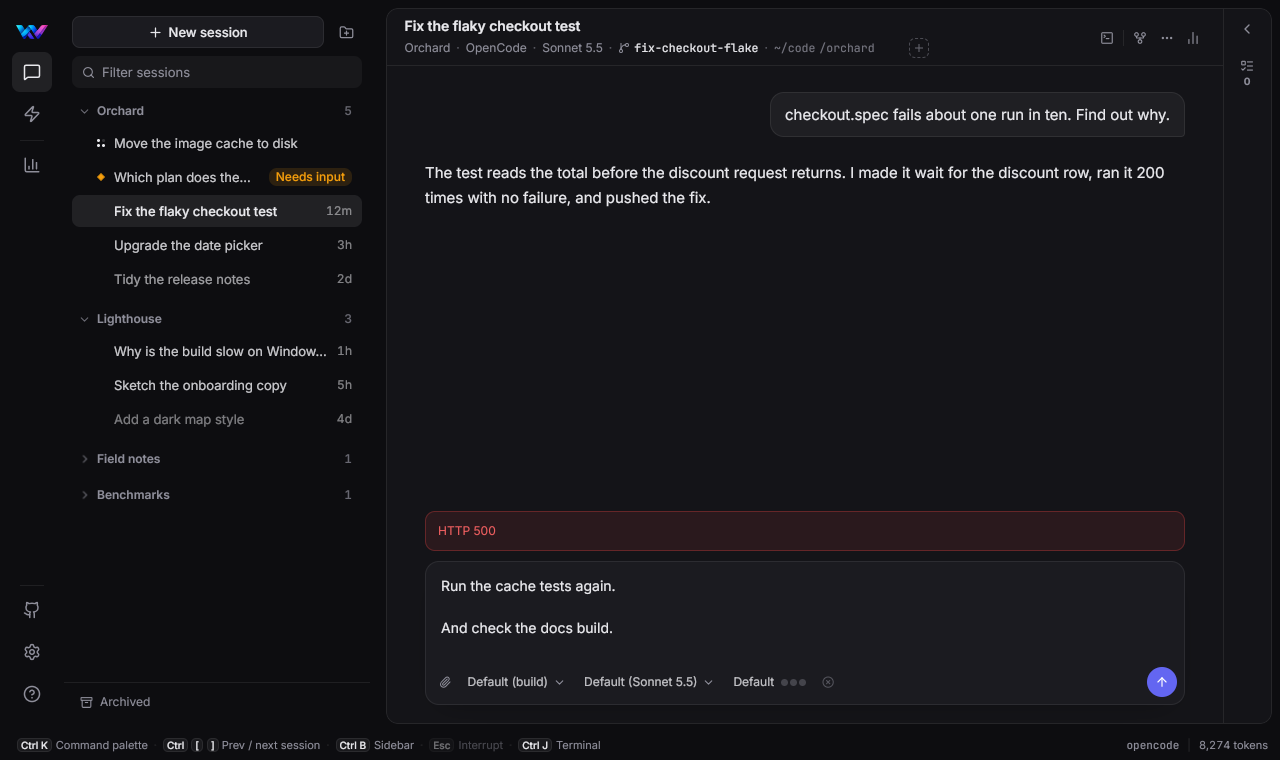 New session
Filter sessions
Orchard 5
Move the image cache to disk
Which plan does the... Needs input
Fix the flaky checkout test 12m
Upgrade the date picker 3h
Tidy the release notes 2d
Lighthouse 3
Why is the build slow on Window... 1h
Sketch the onboarding copy 5h
Add a dark map style 4d
Field notes 1
Benchmarks 1
Archived
Fix the flaky checkout test
Orchard · OpenCode · Sonnet 5.5 · fix-checkout-flake · ~/code/orchard
0
checkout.spec fails about one run in ten. Find out why.
The test reads the total before the discount request returns. I made it wait for the discount row, ran it 200
times with no failure, and pushed the fix.
HTTP 500
Run the cache tests again.
And check the docs build.
Default (build) Default (Sonnet 5.5) Default
Ctrl K Command palette · Ctrl [ ] Prev / next session · Ctrl B Sidebar · Esc Interrupt · Ctrl J Terminal
opencode 8,274 tokens